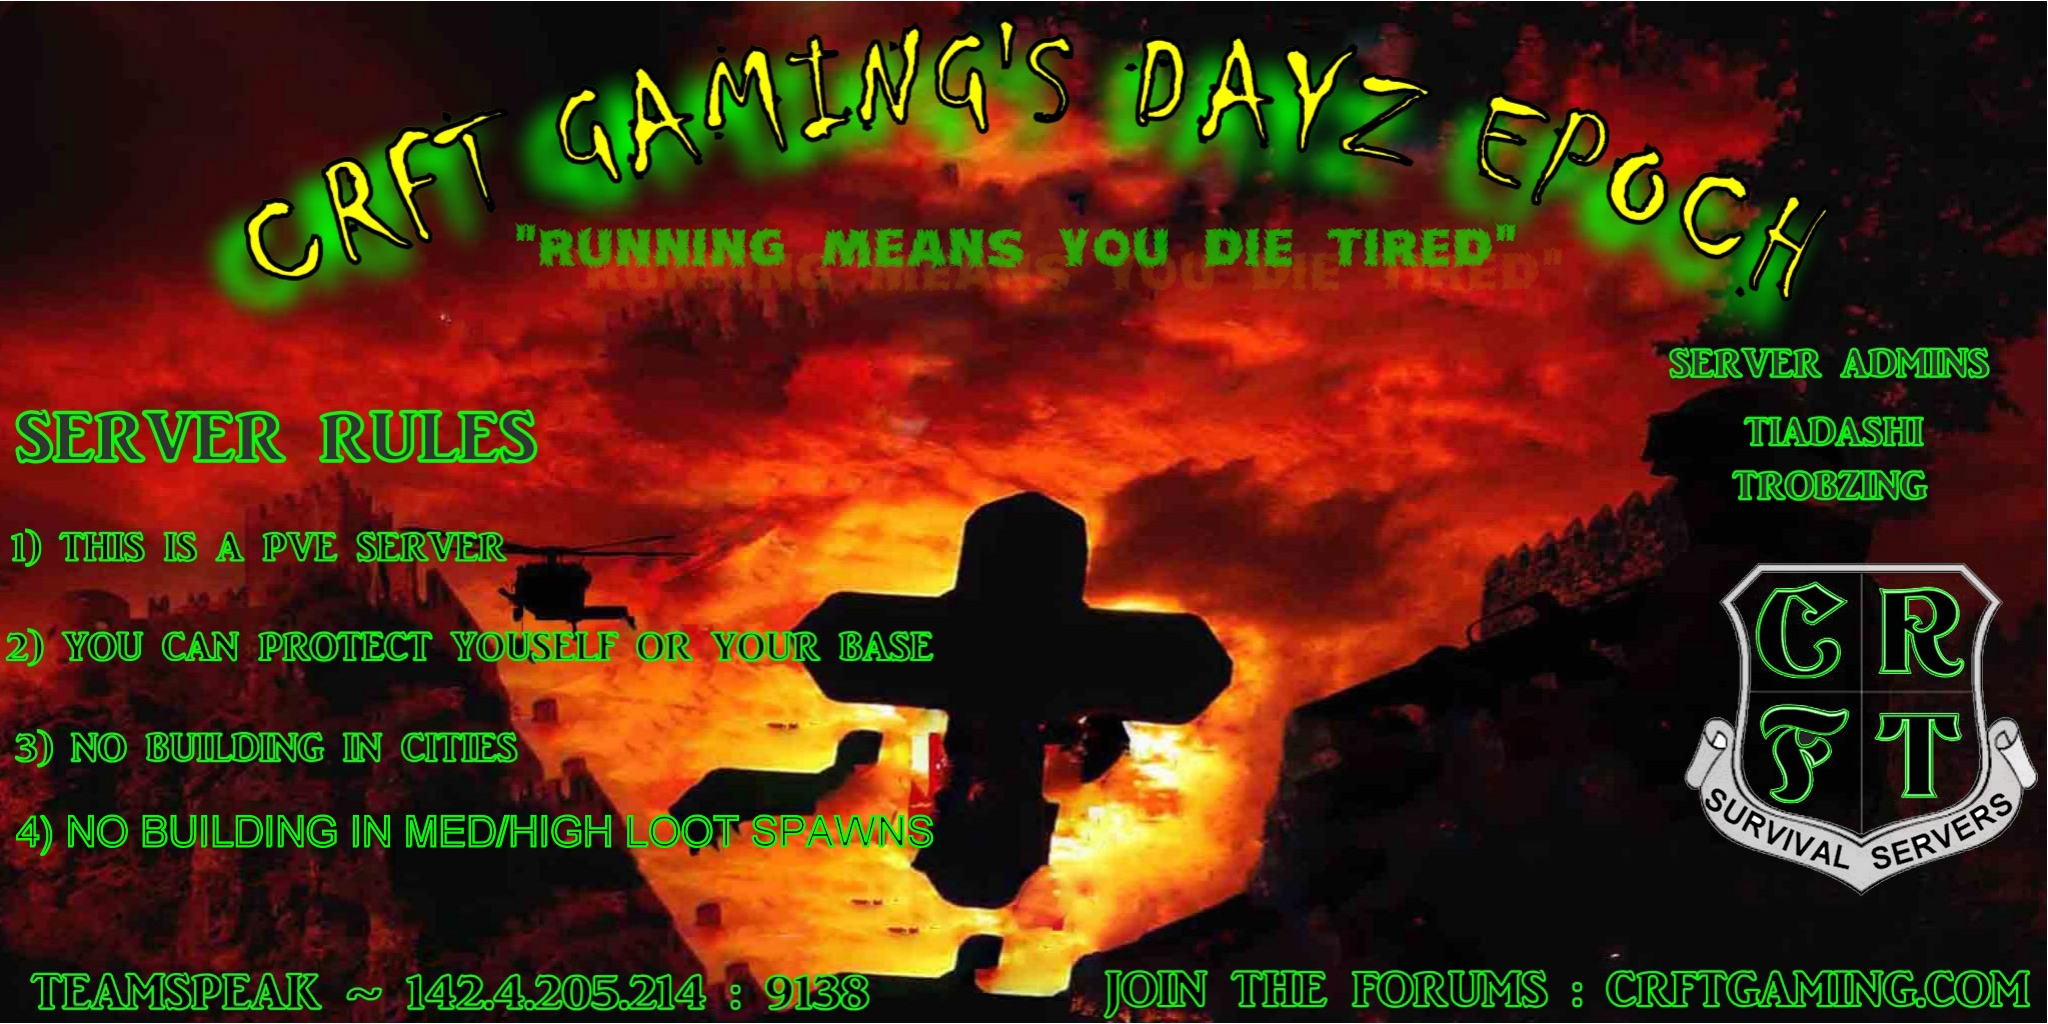 CRFT GAMING'S DAYZ EPOCH
"RUNNING MEANS YOU DIE TIRED"
SERVER ADMINS
TIADASHI
TROBZING
SERVER RULES
1) THIS IS A PVE SERVER
2) YOU CAN PROTECT YOUSELF OR YOUR BASE
3) NO BUILDING IN CITIES
4) NO BUILDING IN MED/HIGH LOOT SPAWNS
C R
F T
SURVIVAL SERVERS
TEAMSPEAK ~ 142.4.205.214 : 9138
JOIN THE FORUMS : CRFTGAMING.COM